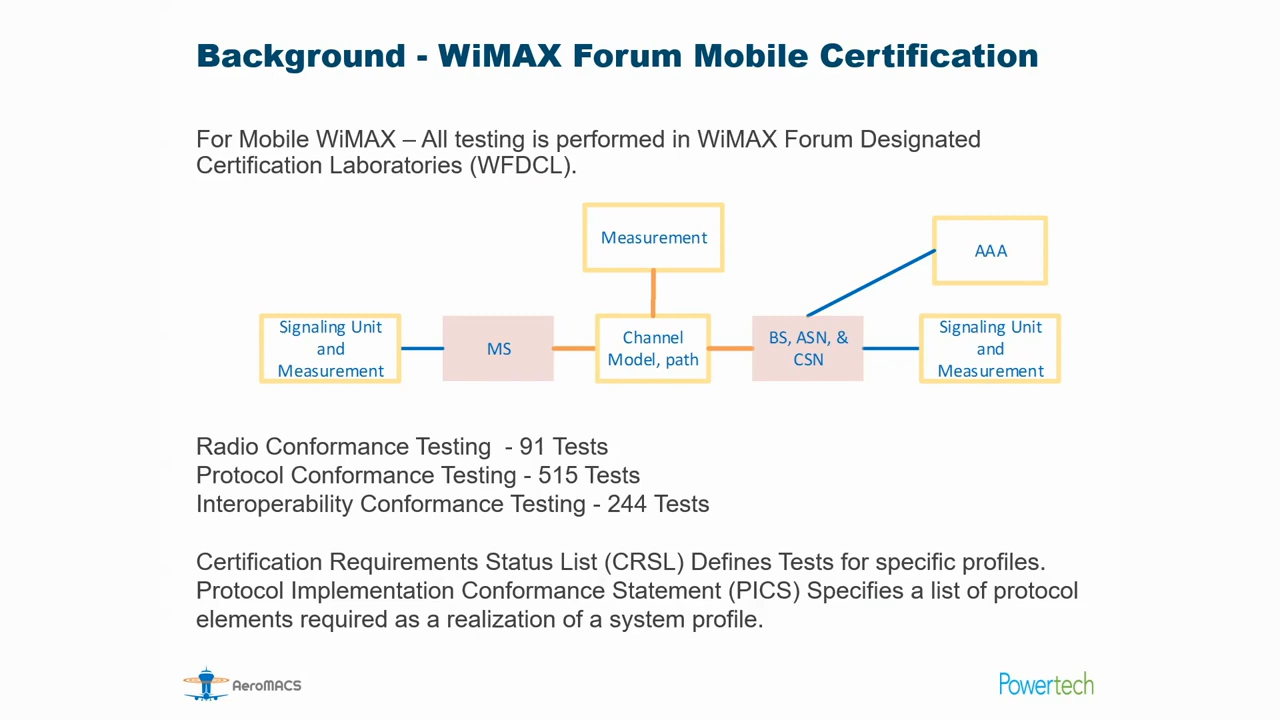 Background - WiMAX Forum Mobile Certification
For Mobile WiMAX – All testing is performed in WiMAX Forum Designated
Certification Laboratories (WFDCL).
Measurement
AAA
Signaling Unit
and
Measurement
MS
Channel
Model, path
BS, ASN, &
CSN
Signaling Unit
and
Measurement
Radio Conformance Testing  - 91 Tests
Protocol Conformance Testing - 515 Tests
Interoperability Conformance Testing - 244 Tests
Certification Requirements Status List (CRSL) Defines Tests for specific profiles.
Protocol Implementation Conformance Statement (PICS) Specifies a list of protocol
elements required as a realization of a system profile.
AeroMACS
Powertech